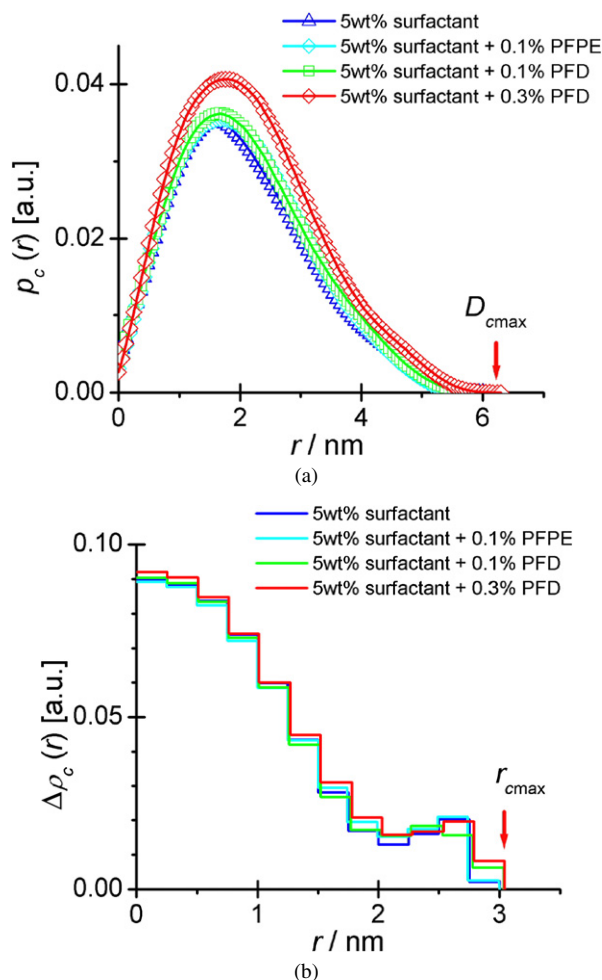 5wt% surfactant
5wt% surfactant + 0.1% PFPE
5wt% surfactant + 0.1% PFD
5wt% surfactant + 0.3% PFD
p_c (r) [a.u.]
0.04
0.02
0.00
D_cmax
0 2 4 6
r / nm
(a)
5wt% surfactant
5wt% surfactant + 0.1% PFPE
5wt% surfactant + 0.1% PFD
5wt% surfactant + 0.3% PFD
Δρ_c (r) [a.u.]
0.10
0.05
0.00
r_cmax
0 1 2 3
r / nm
(b)